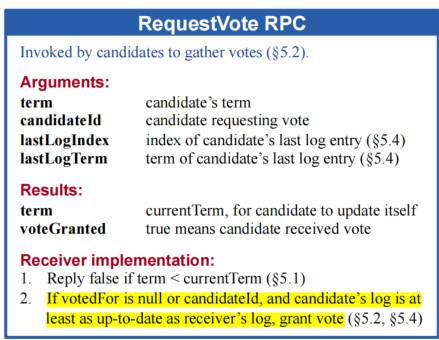 RequestVote RPC
Invoked by candidates to gather votes (§5.2).
Arguments:
term candidate's term
candidateId candidate requesting vote
lastLogIndex index of candidate's last log entry (§5.4)
lastLogTerm term of candidate's last log entry (§5.4)
Results:
term currentTerm, for candidate to update itself
voteGranted true means candidate received vote
Receiver implementation:
1. Reply false if term < currentTerm (§5.1)
2. If votedFor is null or candidateId, and candidate's log is at
least as up-to-date as receiver's log, grant vote (§5.2, §5.4)